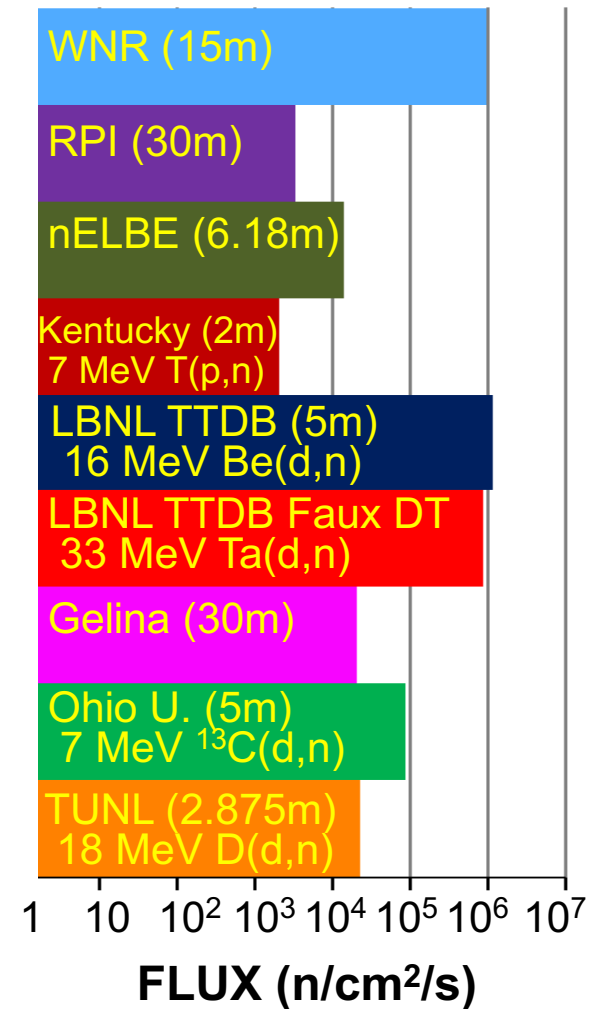 WNR (15m)
RPI (30m)
nELBE (6.18m)
Kentucky (2m)
7 MeV T(p,n)
LBNL TTDB (5m)
16 MeV Be(d,n)
LBNL TTDB Faux DT
33 MeV Ta(d,n)
Gelina (30m)
Ohio U. (5m)
7 MeV ¹³C(d,n)
TUNL (2.875m)
18 MeV D(d,n)
1 10 10² 10³ 10⁴ 10⁵ 10⁶ 10⁷
FLUX (n/cm²/s)